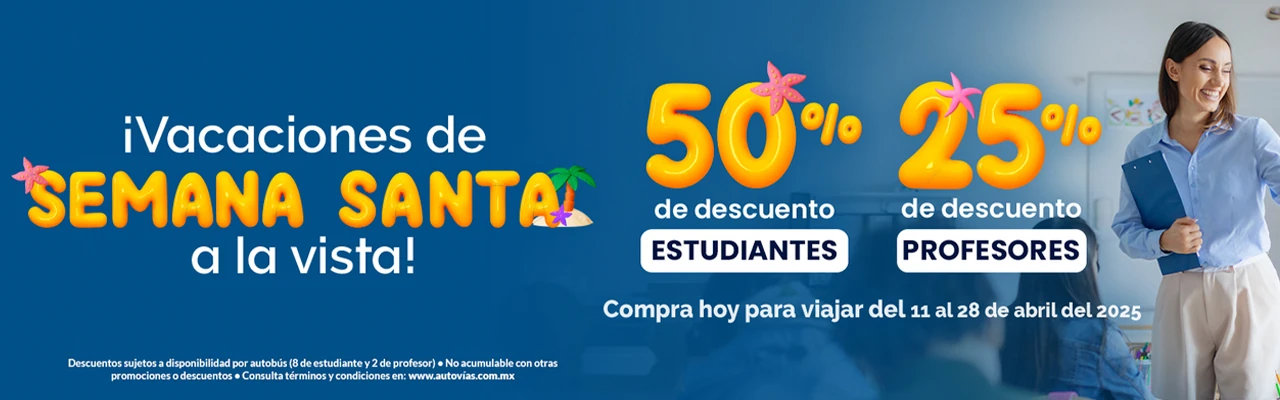 ¡Vacaciones de
SEMANA SANTA
a la vista!
50%
de descuento
ESTUDIANTES
25%
de descuento
PROFESORES
Compra hoy para viajar del 11 al 28 de abril del 2025
Descuentos sujetos a disponibilidad por autobús (8 de estudiante y 2 de profesor) • No acumulable con otras
promociones o descuentos • Consulta términos y condiciones en: www.autovías.com.mx